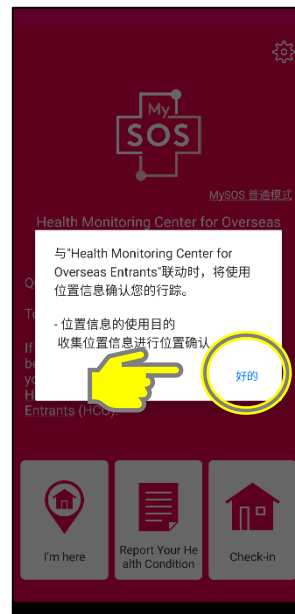 My
SOS
MySOS 普通模式
Health Monitoring Center for Overseas
与"Health Monitoring Center for
Overseas Entrants"联动时，将使用
位置信息确认您的行踪。
- 位置信息的使用目的
收集位置信息进行位置确认
好的
If
Entrants (HCO).
I'm here
Report Your He
alth Condition
Check-in